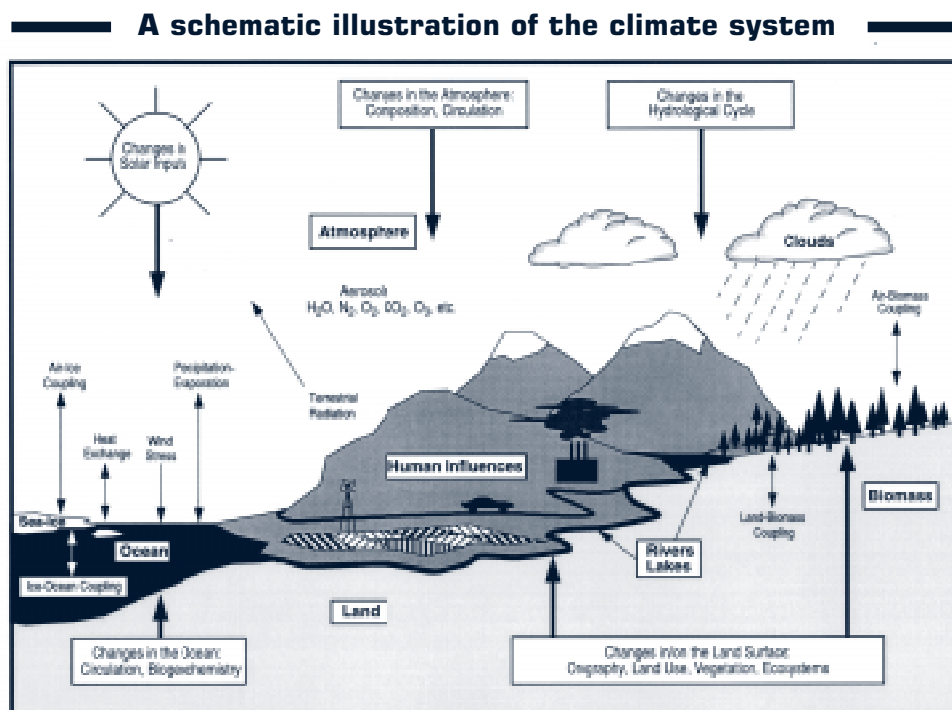 A schematic illustration of the climate system
Changes in the Atmosphere:
Composition, Circulation
Changes in the
Hydrological Cycle
Changes in
Solar Inputs
Atmosphere
Clouds
Aerosols
H2O, N2, O2, CO2, O3, etc.
Air-Biomass
Coupling
Air-Ice
Coupling
Precipitation-
Evaporation
Terrestrial
Radiation
Heat
Exchange
Wind
Stress
Human Influences
Biomass
Sea-Ice
Ocean
Land-Biomass
Coupling
Rivers
Lakes
Ice-Ocean Coupling
Land
Changes in the Ocean:
Circulation, Biogeochemistry
Changes in/on the Land Surface:
Orography, Land Use, Vegetation, Ecosystems